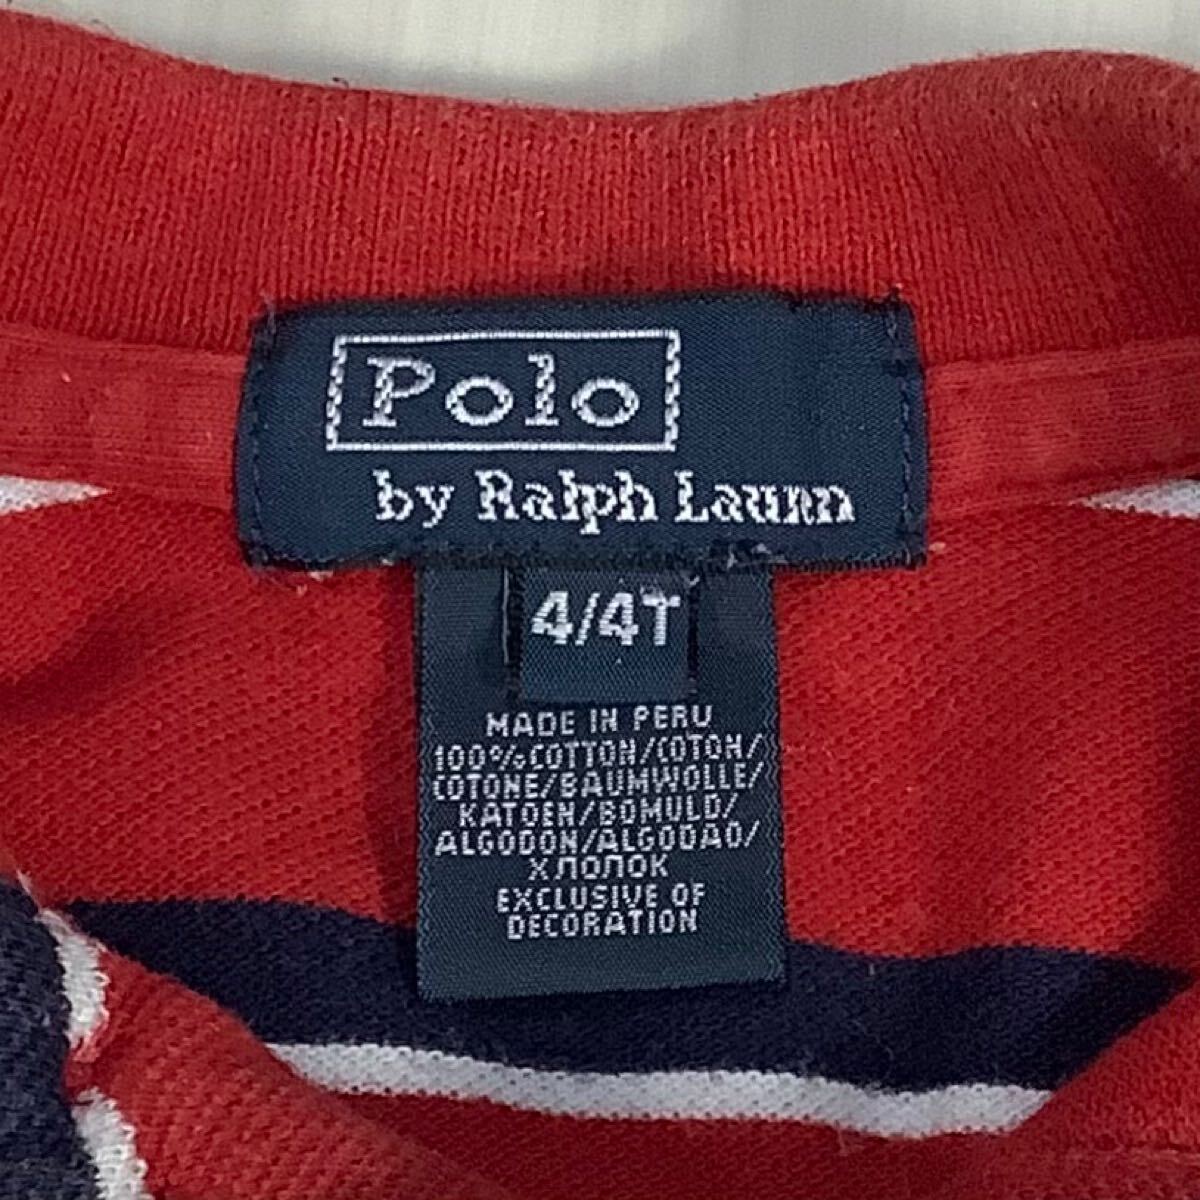 Polo
by Ralph Lauren
4/4T
MADE IN PERU
100%COTTON/COTON/
COTONE/BAUMWOLLE/
KATOEN/BOMULD/
ALGODON/ALGODAO/
ХЛОПОК
EXCLUSIVE OF
DECORATION